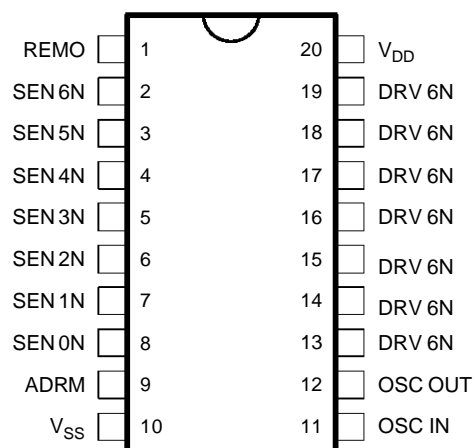 REMO 1 20 VDD
SEN 6N 2 19 DRV 6N
SEN 5N 3 18 DRV 6N
SEN 4N 4 17 DRV 6N
SEN 3N 5 16 DRV 6N
SEN 2N 6 15 DRV 6N
SEN 1N 7 14 DRV 6N
SEN 0N 8 13 DRV 6N
ADRM 9 12 OSC OUT
VSS 10 11 OSC IN